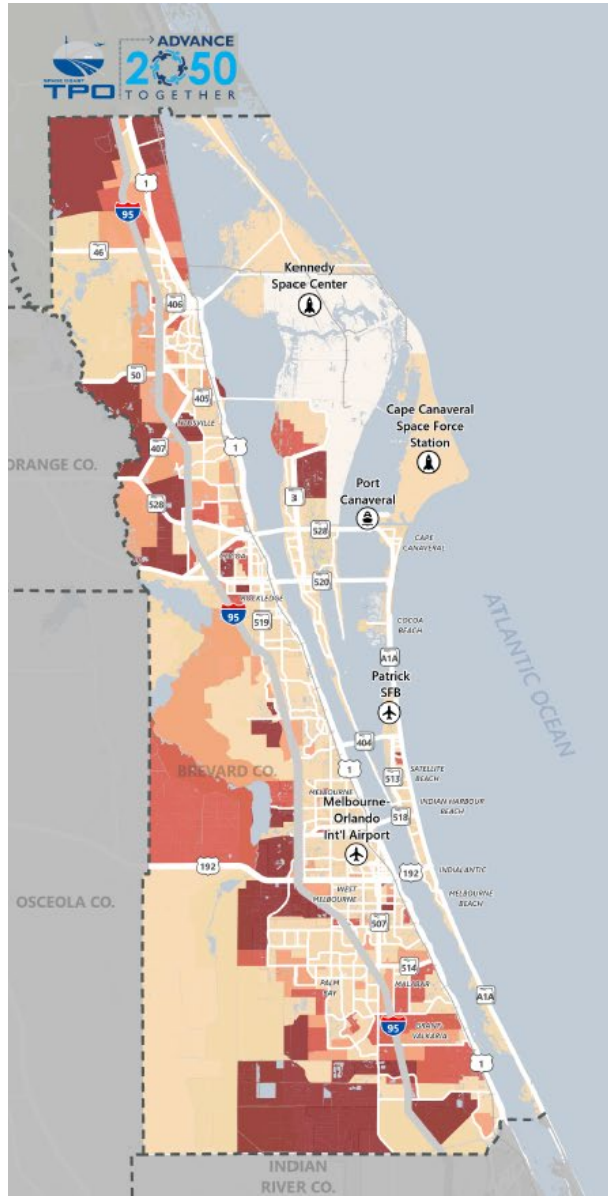 SPACE COAST
TPO
ADVANCE
2050
TOGETHER
1
95
46
Kennedy
Space Center
406
50
405
TITUSVILLE
Cape Canaveral
Space Force
Station
ORANGE CO.
407
1
Port
Canaveral
3
528
528
CAPE
CANAVERAL
COCOA
520
ROCKLEDGE
95
519
COCOA
BEACH
ATLANTIC OCEAN
A1A
Patrick
SFB
404
BREVARD CO.
1
513
SATELLITE
BEACH
MELBOURNE
Melbourne-
Orlando
Int'l Airport
INDIAN HARBOUR
BEACH
518
192
192
INDIALANTIC
OSCEOLA CO.
WEST
MELBOURNE
MELBOURNE
BEACH
507
514
PALM
BAY
MALABAR
A1A
95
GRANT
VALKARIA
1
INDIAN
RIVER CO.